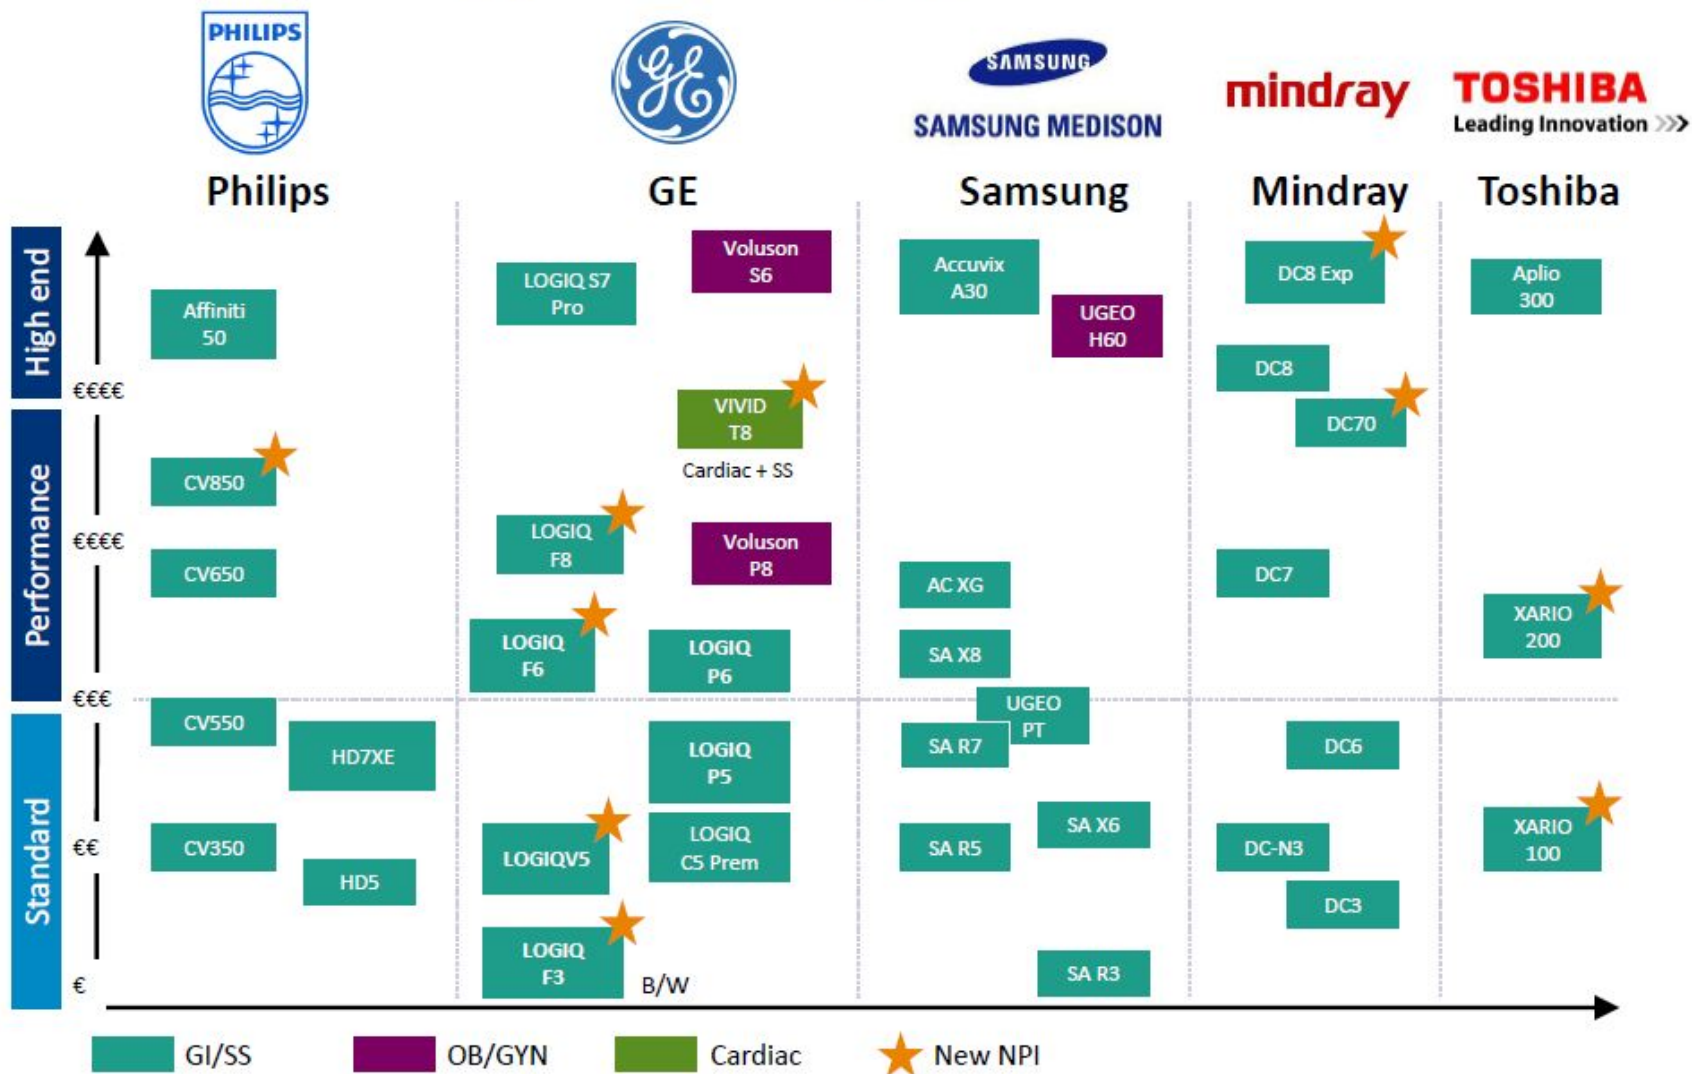 PHILIPS
GE
SAMSUNG
SAMSUNG MEDISON
mindray
TOSHIBA
Leading Innovation >>>
Philips
GE
Samsung
Mindray
Toshiba
High end
Performance
Standard
€€€€
€€€€
€€€
€€
€
Affiniti
50
CV850
CV650
CV550
HD7XE
CV350
HD5
LOGIQ S7
Pro
Voluson
S6
VIVID
T8
Cardiac + SS
LOGIQ
F8
Voluson
P8
LOGIQ
F6
LOGIQ
P6
LOGIQ
P5
LOGIQV5
LOGIQ
C5 Prem
LOGIQ
F3
B/W
Accuvix
A30
UGEO
H60
AC XG
SA X8
UGEO
PT
SA R7
SA X6
SA R5
SA R3
DC8 Exp
DC8
DC70
DC7
DC6
DC-N3
DC3
Aplio
300
XARIO
200
XARIO
100
GI/SS
OB/GYN
Cardiac
New NPI